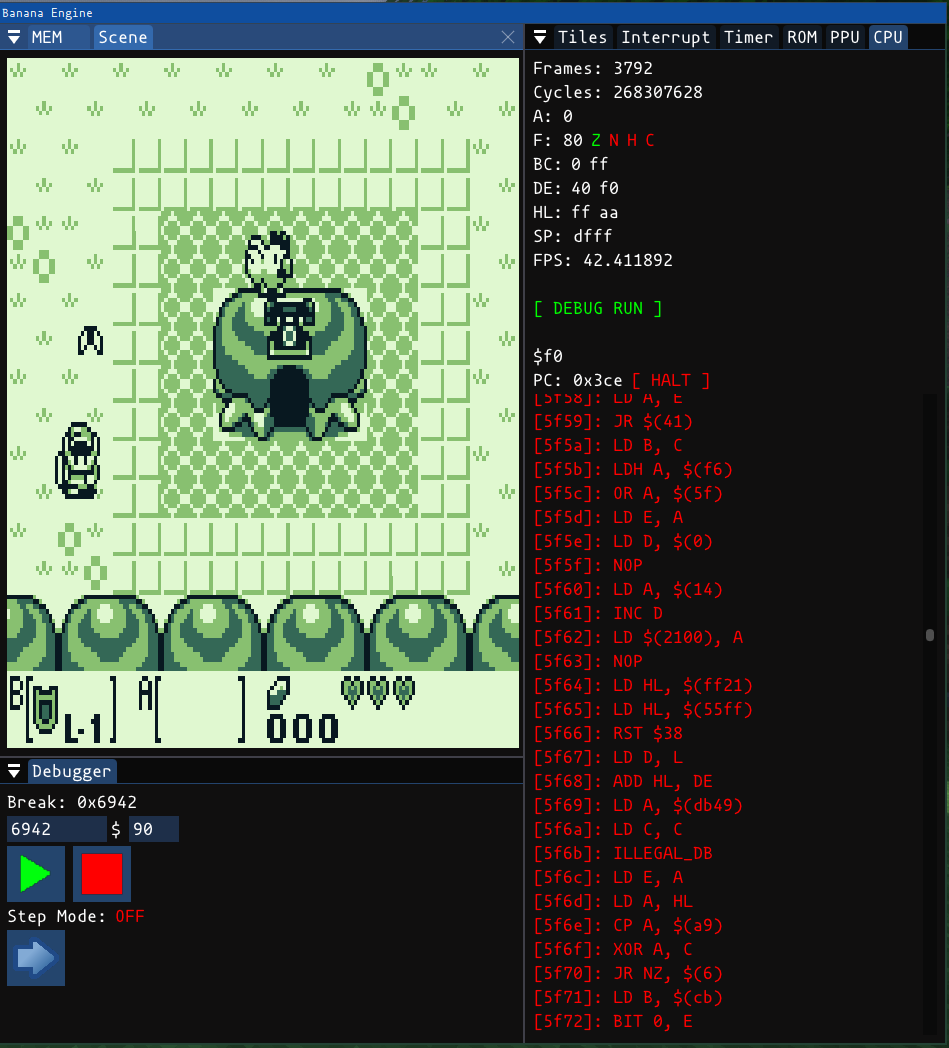 Banana Engine
MEM Scene
B L-1 A
000
Debugger
Break: 0x6942
6942 $ 90
Step Mode: OFF
Tiles Interrupt Timer ROM PPU CPU
Frames: 3792
Cycles: 268307628
A: 0
F: 80 Z N H C
BC: 0 ff
DE: 40 f0
HL: ff aa
SP: dfff
FPS: 42.411892
[ DEBUG RUN ]
$f0
PC: 0x3ce [ HALT ]
[5f58]: LD A, E
[5f59]: JR $(41)
[5f5a]: LD B, C
[5f5b]: LDH A, $(f6)
[5f5c]: OR A, $(5f)
[5f5d]: LD E, A
[5f5e]: LD D, $(0)
[5f5f]: NOP
[5f60]: LD A, $(14)
[5f61]: INC D
[5f62]: LD $(2100), A
[5f63]: NOP
[5f64]: LD HL, $(ff21)
[5f65]: LD HL, $(55ff)
[5f66]: RST $38
[5f67]: LD D, L
[5f68]: ADD HL, DE
[5f69]: LD A, $(db49)
[5f6a]: LD C, C
[5f6b]: ILLEGAL_DB
[5f6c]: LD E, A
[5f6d]: LD A, HL
[5f6e]: CP A, $(a9)
[5f6f]: XOR A, C
[5f70]: JR NZ, $(6)
[5f71]: LD B, $(cb)
[5f72]: BIT 0, E